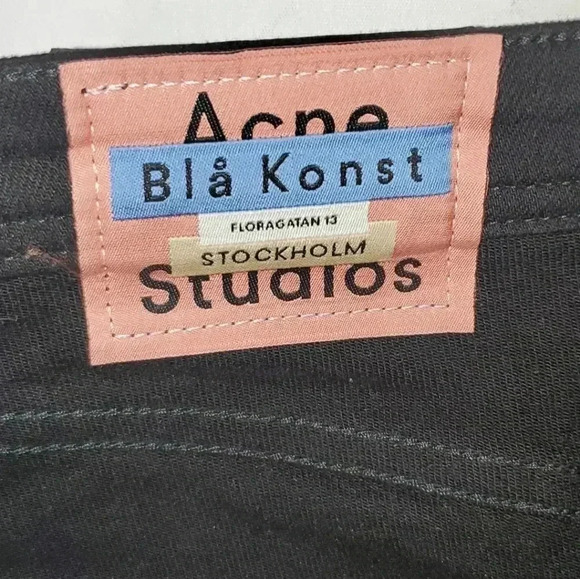 Acne
Blå Konst
FLORAGATAN 13
STOCKHOLM
Studios